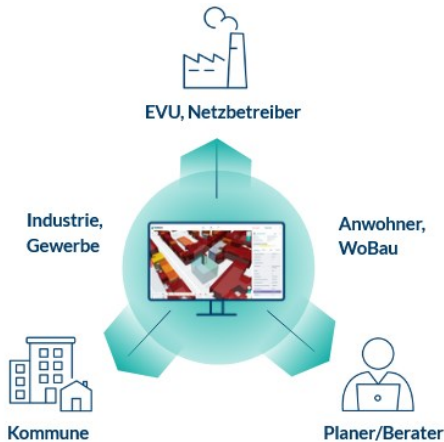 EVU, Netzbetreiber
Industrie,
Gewerbe
Anwohner,
WoBau
Kommune
Planer/Berater